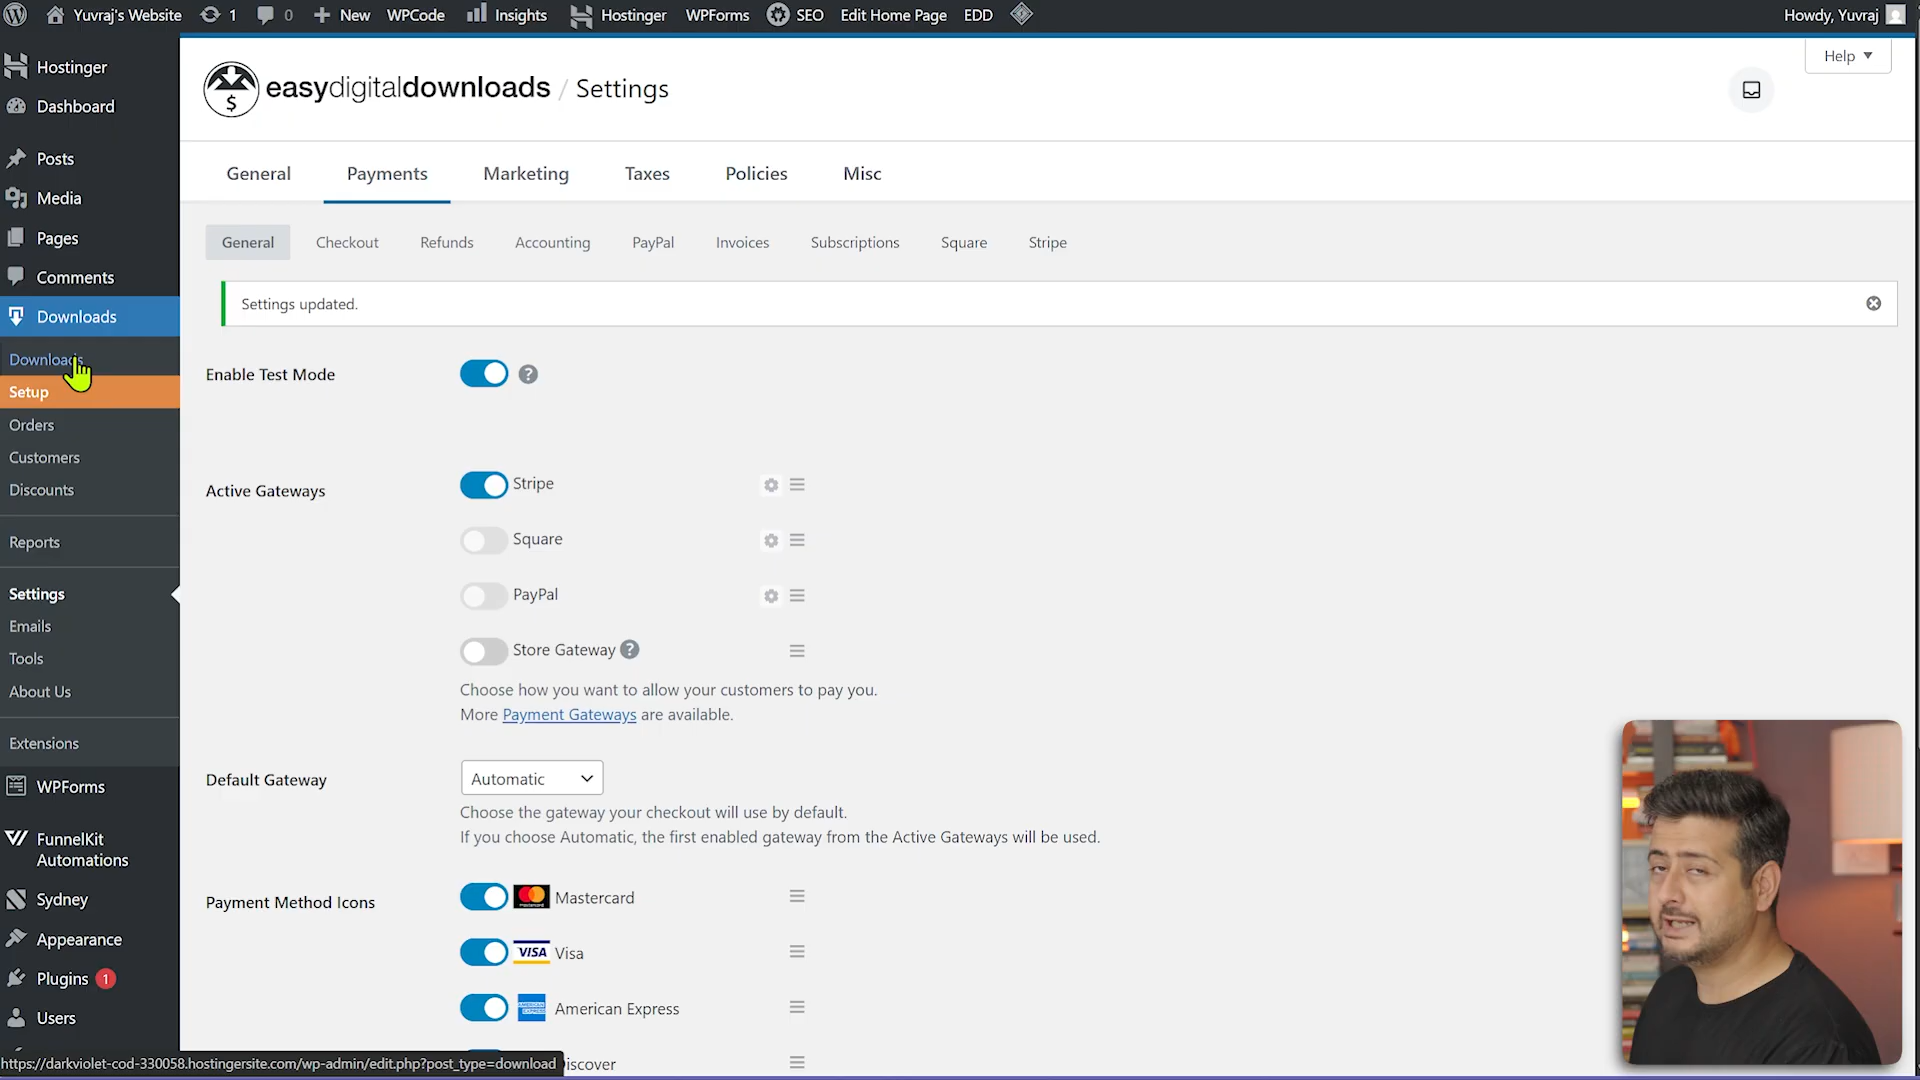 Yuvraj's Website
1
0
New
WPCode
Insights
Hostinger
WPForms
SEO
Edit Home Page
EDD
Howdy, Yuvraj
Hostinger
Dashboard
Posts
Media
Pages
Comments
Downloads
Downloads
Setup
Orders
Customers
Discounts
Reports
Settings
Emails
Tools
About Us
Extensions
WPForms
FunnelKit
Automations
Sydney
Appearance
Plugins 1
Users
https://darkviolet-cod-330058.hostingersite.com/wp-admin/edit.php?post_type=download
Help
$
easydigitaldownloads / Settings
General
Payments
Marketing
Taxes
Policies
Misc
General
Checkout
Refunds
Accounting
PayPal
Invoices
Subscriptions
Square
Stripe
Settings updated.
Enable Test Mode
?
Active Gateways
Stripe
Square
PayPal
Store Gateway ?
Choose how you want to allow your customers to pay you.
More Payment Gateways are available.
Default Gateway
Automatic
Choose the gateway your checkout will use by default.
If you choose Automatic, the first enabled gateway from the Active Gateways will be used.
Payment Method Icons
Mastercard
VISA Visa
American Express
iscover